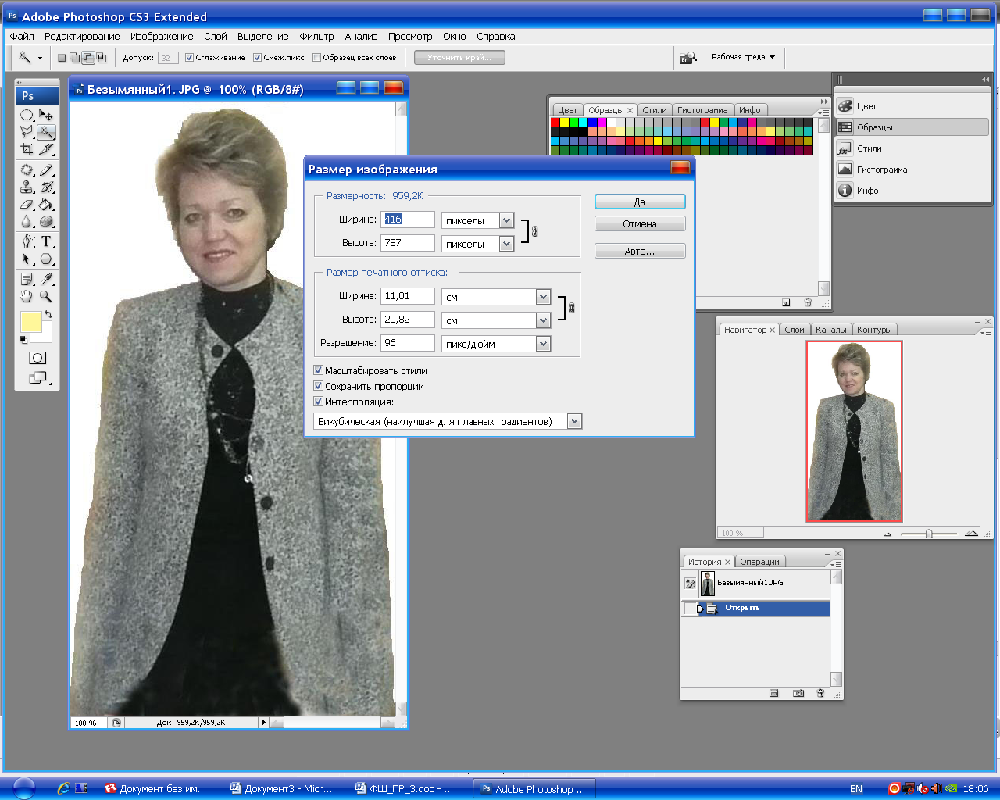 Adobe Photoshop CS3 Extended
Файл Редактирование Изображение Слой Выделение Фильтр Анализ Просмотр Окно Справка
Допуск: 32 Сглаживание Смеж.пикс Образец всех слоев Уточнить край... Br Рабочая среда
Ps
Безымянный1.JPG @ 100% (RGB/8#)
Цвет Образцы Стили Гистограмма Инфо
Цвет
Образцы
Стили
Гистограмма
Инфо
Размер изображения
Размерность: 959,2K
Ширина: 416 пикселы
Высота: 787 пикселы
Да
Отмена
Авто...
Размер печатного оттиска:
Ширина: 11,01 см
Высота: 20,82 см
Разрешение: 96 пикс/дюйм
Масштабировать стили
Сохранить пропорции
Интерполяция:
Бикубическая (наилучшая для плавных градиентов)
Навигатор Слои Каналы Контуры
100 %
История Операции
Безымянный1.JPG
Открыть
100 % Док: 959,2K/959,2K
Документ без им... Документ3 - Micr... ФШ_ПР_3.doc - ... Ps Adobe Photoshop ... EN 18:06